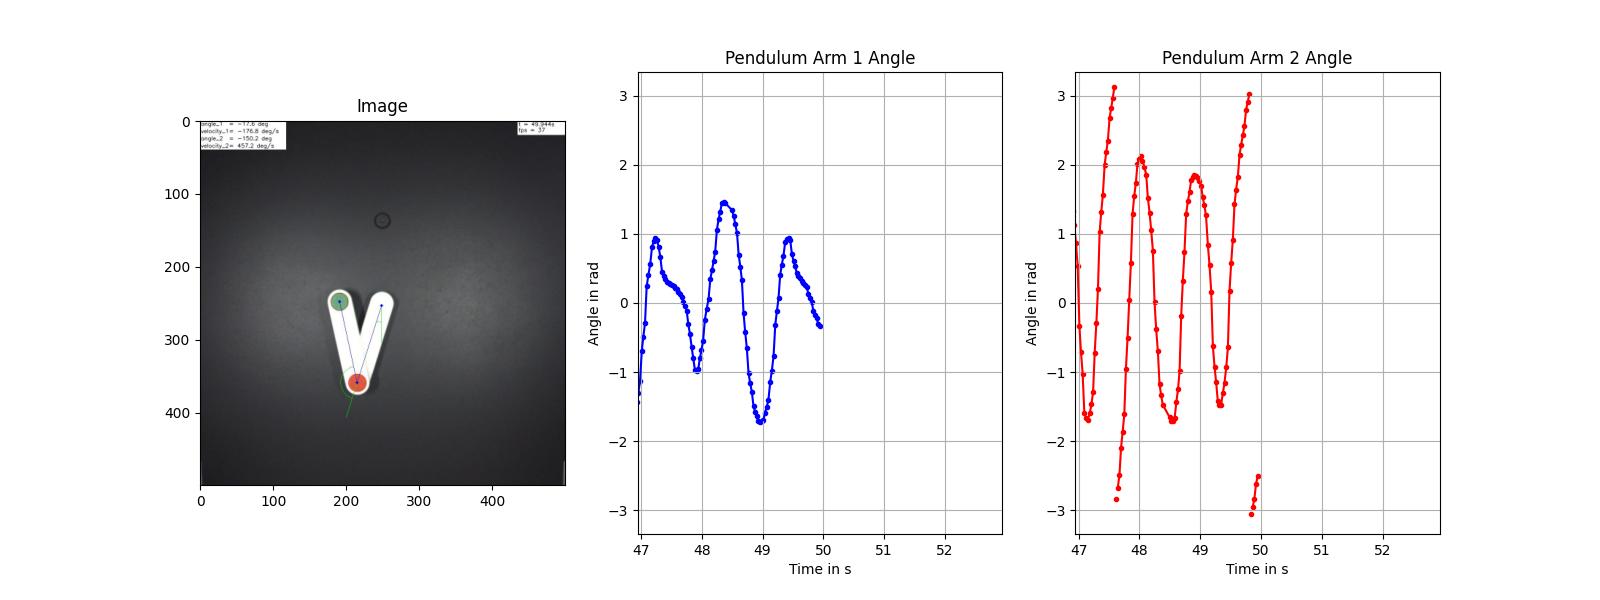 Image
Pendulum Arm 1 Angle
Pendulum Arm 2 Angle
angle_1 = -17.6 deg
velocity_1= -176.8 deg/s
angle_2 = -150.2 deg
velocity_2= 457.2 deg/s
t = 49.944s
fps = 37
0
100
200
300
400
0
100
200
300
400
Angle in rad
3
2
1
0
−1
−2
−3
47
48
49
50
51
52
Time in s
Angle in rad
3
2
1
0
−1
−2
−3
47
48
49
50
51
52
Time in s